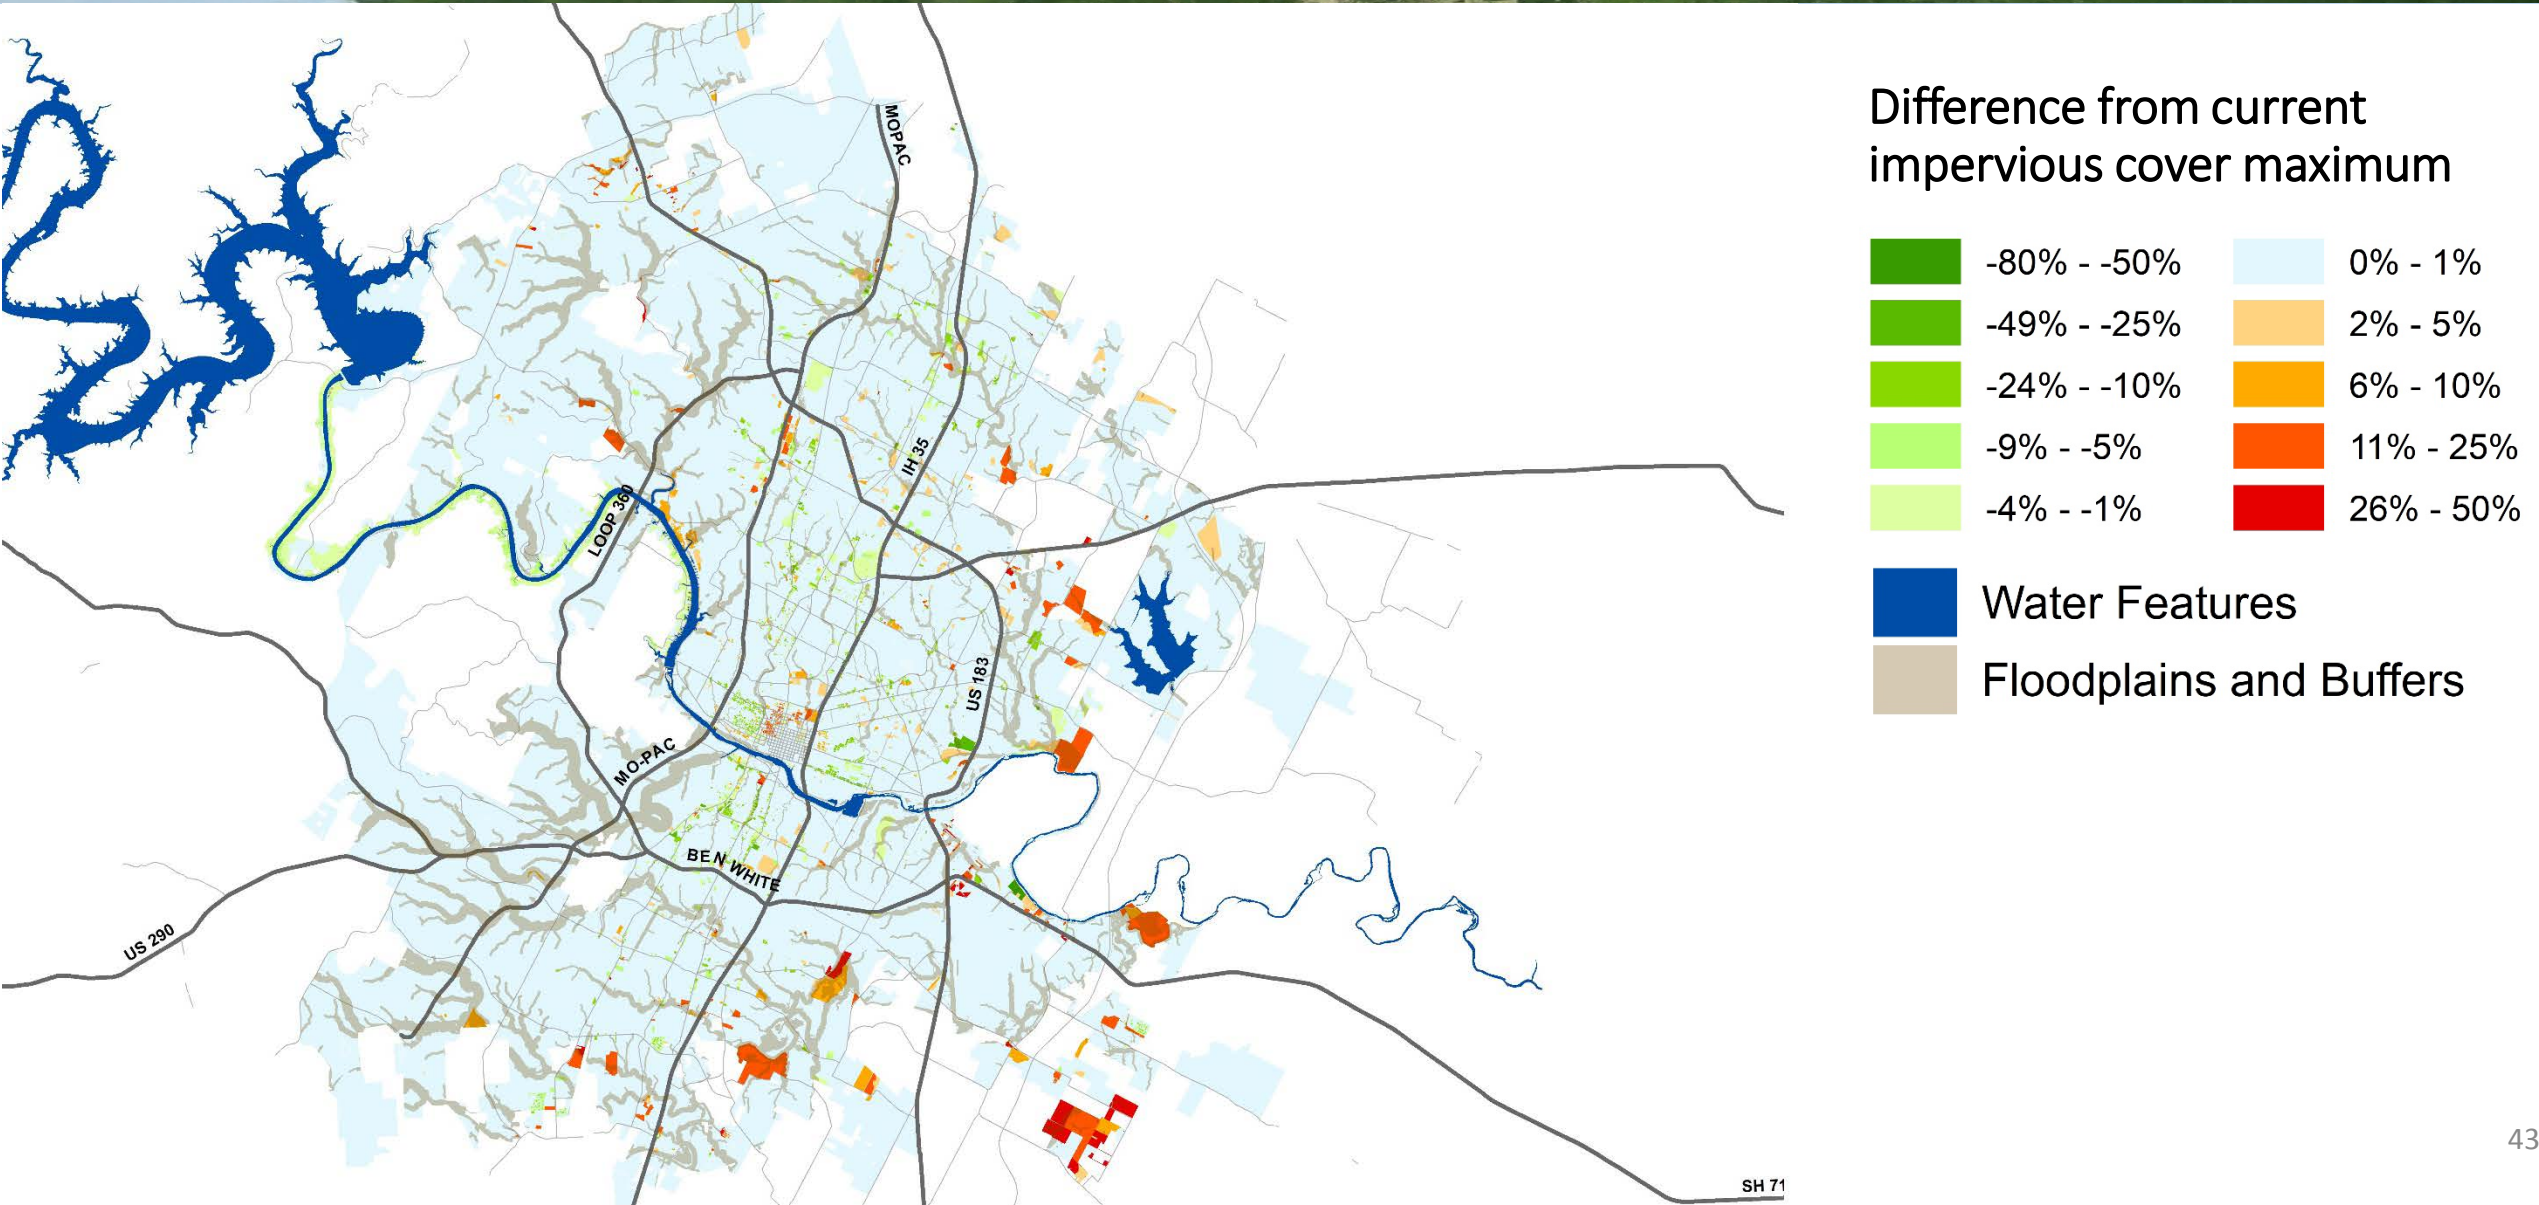 Difference from current
impervious cover maximum
-80% - -50%
0% - 1%
-49% - -25%
2% - 5%
-24% - -10%
6% - 10%
-9% - -5%
11% - 25%
-4% - -1%
26% - 50%
Water Features
Floodplains and Buffers
MOPAC
IH 35
LOOP 360
US 183
MO-PAC
BEN WHITE
US 290
SH 71
43